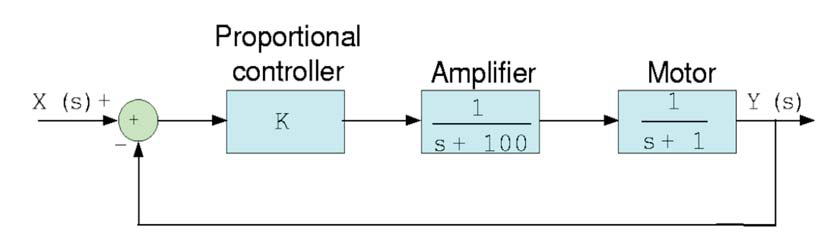 Proportional
controller
Amplifier
Motor
X (s) +
+
−
K
1
s + 100
1
s + 1
Y (s)